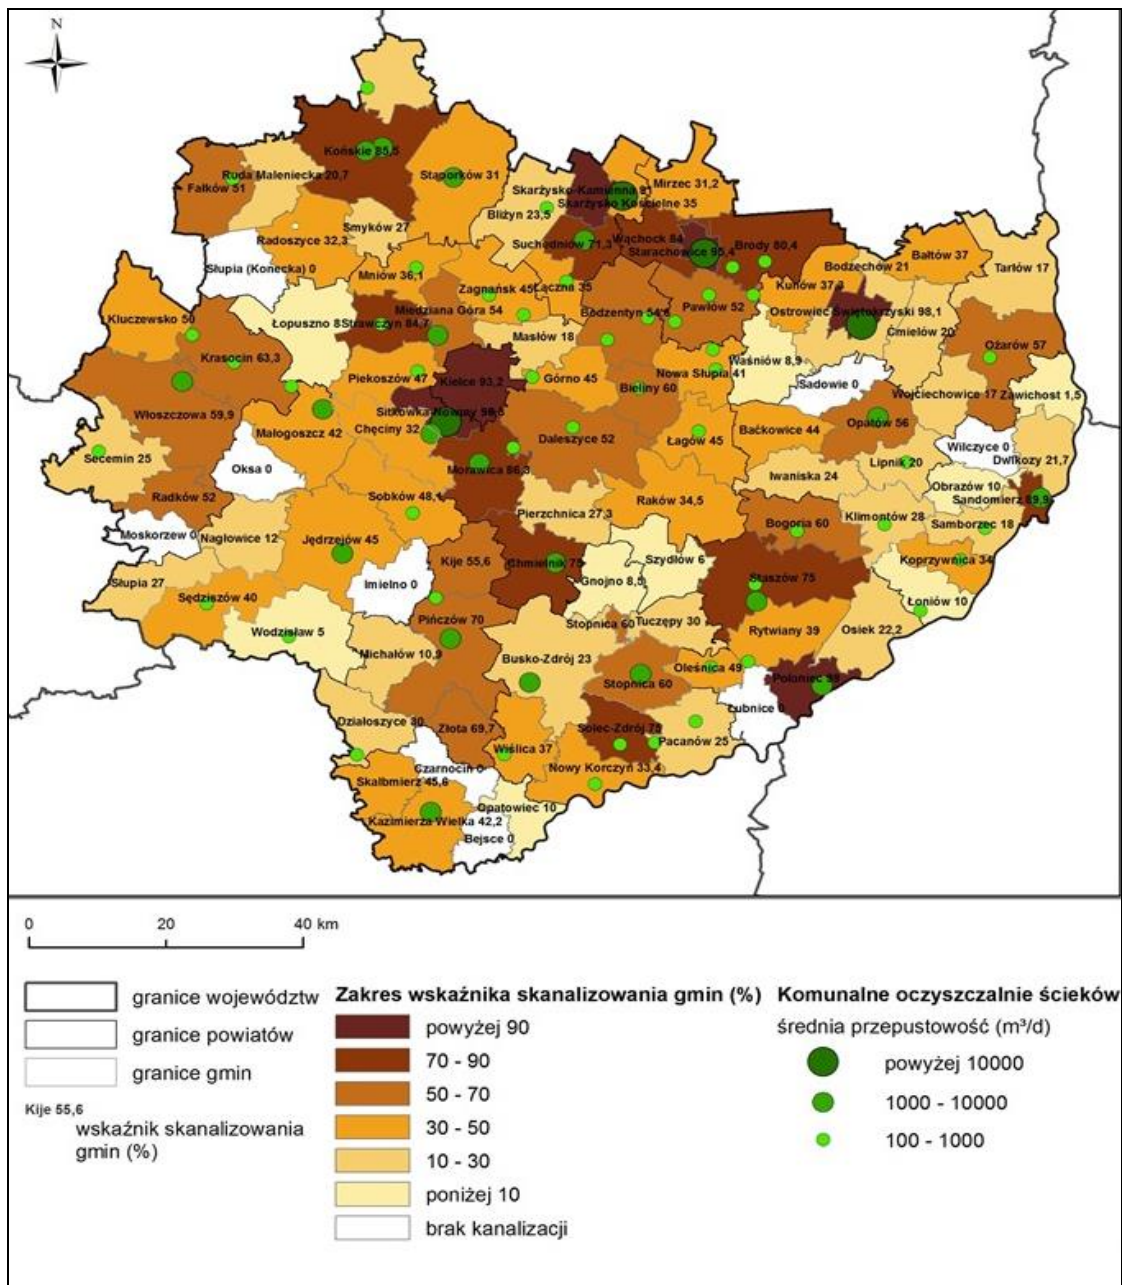 N
Końskie 85,5
Ruda Maleniecka 20,7
Fałków 51
Stąporków 31
Skarżysko-Kamienna 91
Mirzec 31,2
Skarżysko Kościelne 35
Bliżyn 23,5
Smyków 27
Radoszyce 32,3
Suchedniów 71,3
Wąchock 84
Brody 80,4
Starachowice 95,4
Słupia (Konecka) 0
Mniów 36,1
Bodzechów 21
Bałtów 37
Tarłów 17
Zagnańsk 45
Łączna 35
Kunów 37,3
Kluczewsko 50
Łopuszno 8
Strawczyn 84,7
Miedziana Góra 54
Bodzentyn 54,6
Pawłów 52
Ostrowiec Świętokrzyski 98,1
Ćmielów 20
Masłów 18
Krasocin 63,3
Ożarów 57
Piekoszów 47
Kielce 93,2
Górno 45
Nowa Słupia 41
Waśniów 8,9
Sadowie 0
Bieliny 60
Wojciechowice 17
Zawichost 1,5
Włoszczowa 59,9
Sitkówka-Nowiny
Małogoszcz 42
Chęciny 32
Daleszyce 52
Łagów 45
Baćkowice 44
Opatów 56
Wilczyce 0
Secemin 25
Oksa 0
Morawica 86,3
Iwaniska 24
Lipnik 20
Dwikozy 21,7
Obrazów 10
Radków 52
Sobków 48,1
Raków 34,5
Sandomierz 89,9
Pierzchnica 27,3
Klimontów 28
Samborzec 18
Bogoria 60
Moskorzew 0
Nagłowice 12
Jędrzejów 45
Kije 55,6
Chmielnik 75
Szydłów 6
Koprzywnica 34
Słupia 27
Imielno 0
Gnojno 8,5
Staszów 75
Sędziszów 40
Łoniów 10
Pińczów 70
Stopnica 60
Tuczępy 30
Wodzisław 5
Rytwiany 39
Osiek 22,2
Michałów 10,9
Busko-Zdrój 23
Oleśnica 49
Stopnica 60
Połaniec 95
Łubnice 0
Działoszyce 30
Złota 69,7
Solec-Zdrój 75
Pacanów 25
Wiślica 37
Czarnocin 0
Nowy Korczyn 33,4
Skalbmierz 45,6
Opatowiec 10
Kazimierza Wielka 42,2
Bejsce 0
0 20 40 km
granice województw
granice powiatów
granice gmin
Kije 55,6
wskaźnik skanalizowania
gmin (%)
Zakres wskaźnika skanalizowania gmin (%)
powyżej 90
70 - 90
50 - 70
30 - 50
10 - 30
poniżej 10
brak kanalizacji
Komunalne oczyszczalnie ścieków
średnia przepustowość (m³/d)
powyżej 10000
1000 - 10000
100 - 1000